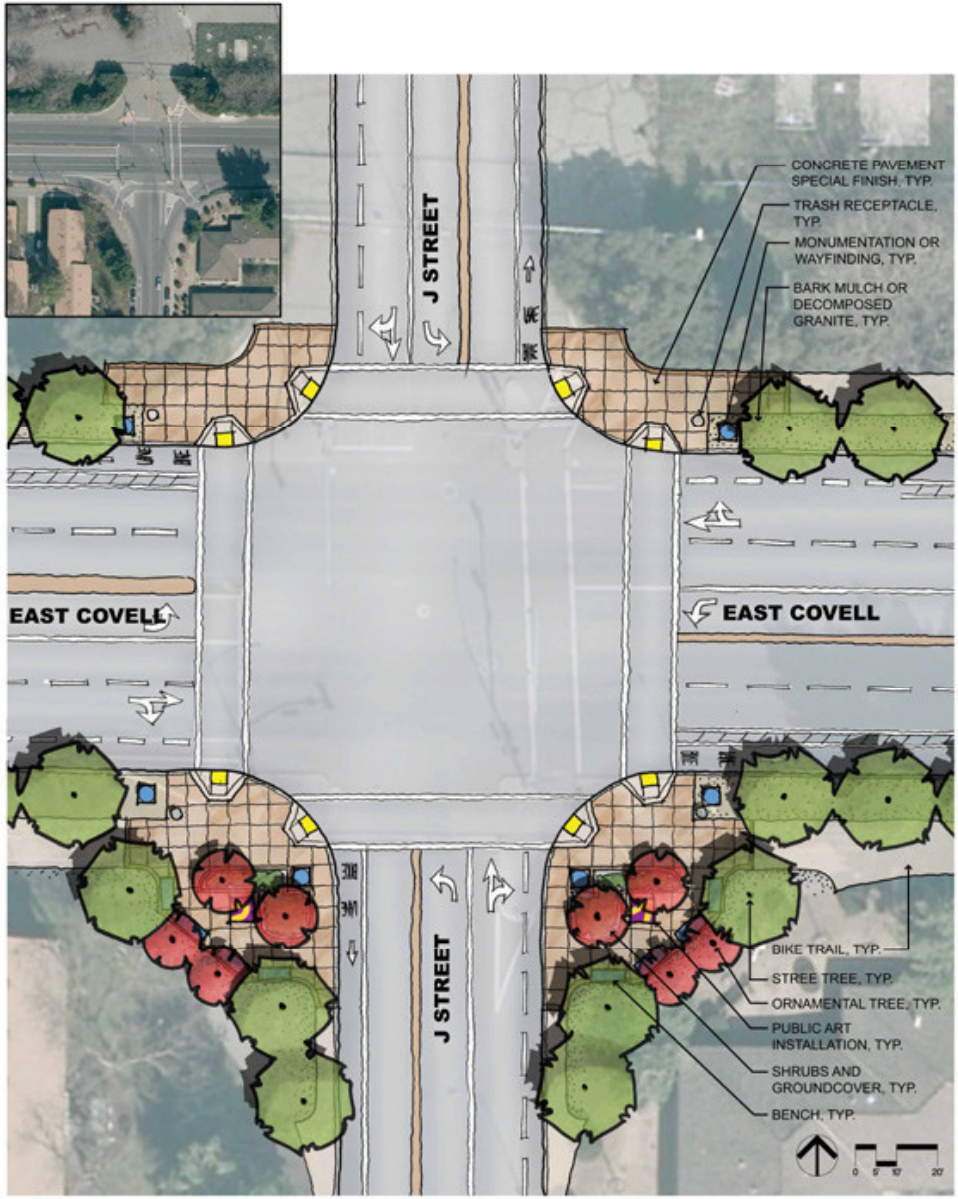 J STREET
CONCRETE PAVEMENT
SPECIAL FINISH, TYP.
TRASH RECEPTACLE,
TYP.
MONUMENTATION OR
WAYFINDING, TYP.
BARK MULCH OR
DECOMPOSED
GRANITE, TYP.
EAST COVELL
EAST COVELL
J STREET
BIKE TRAIL, TYP.
STREE TREE, TYP.
ORNAMENTAL TREE, TYP.
PUBLIC ART
INSTALLATION, TYP.
SHRUBS AND
GROUNDCOVER, TYP.
BENCH, TYP.
0 5' 10' 20'